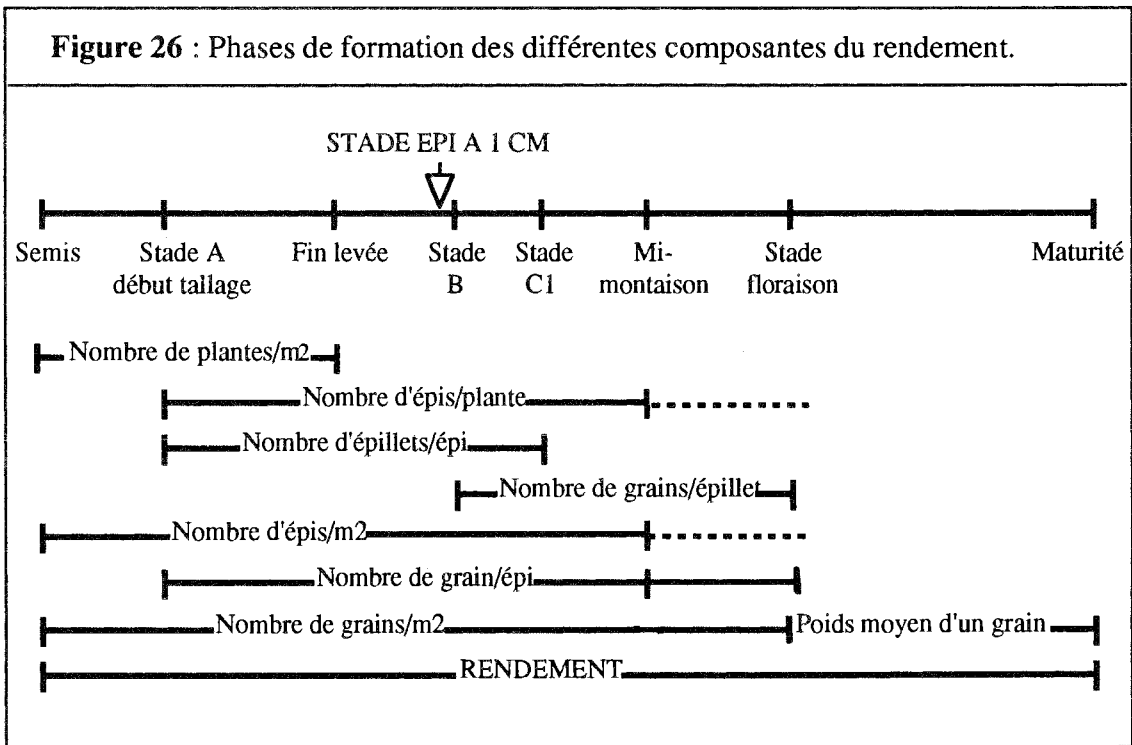 Figure 26 : Phases de formation des différentes composantes du rendement.
STADE EPI A 1 CM
Semis
Stade A
début tallage
Fin levée
Stade
B
Stade
C1
Mi-
montaison
Stade
floraison
Maturité
Nombre de plantes/m2
Nombre d'épis/plante
Nombre d'épillets/épi
Nombre de grains/épillet
Nombre d'épis/m2
Nombre de grain/épi
Nombre de grains/m2 Poids moyen d'un grain
RENDEMENT